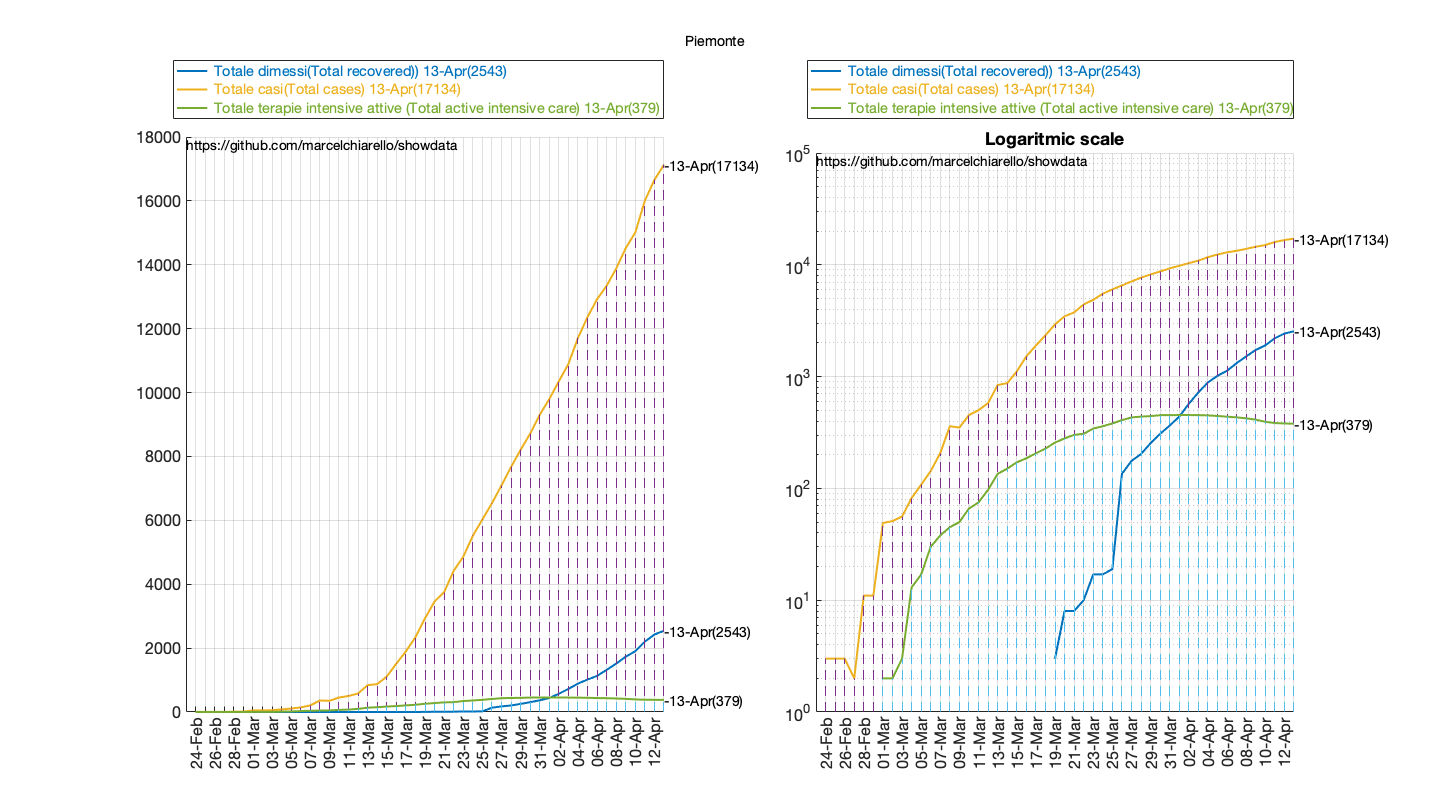 Piemonte
Totale dimessi(Total recovered)) 13-Apr(2543)
Totale casi(Total cases) 13-Apr(17134)
Totale terapie intensive attive (Total active intensive care) 13-Apr(379)
https://github.com/marcelchiarello/showdata
18000
16000
14000
12000
10000
8000
6000
4000
2000
0
-13-Apr(17134)
-13-Apr(2543)
-13-Apr(379)
24-Feb
26-Feb
28-Feb
01-Mar
03-Mar
05-Mar
07-Mar
09-Mar
11-Mar
13-Mar
15-Mar
17-Mar
19-Mar
21-Mar
23-Mar
25-Mar
27-Mar
29-Mar
31-Mar
02-Apr
04-Apr
06-Apr
08-Apr
10-Apr
12-Apr
Totale dimessi(Total recovered)) 13-Apr(2543)
Totale casi(Total cases) 13-Apr(17134)
Totale terapie intensive attive (Total active intensive care) 13-Apr(379)
Logaritmic scale
https://github.com/marcelchiarello/showdata
10^5
10^4
10^3
10^2
10^1
10^0
-13-Apr(17134)
-13-Apr(2543)
-13-Apr(379)
24-Feb
26-Feb
28-Feb
01-Mar
03-Mar
05-Mar
07-Mar
09-Mar
11-Mar
13-Mar
15-Mar
17-Mar
19-Mar
21-Mar
23-Mar
25-Mar
27-Mar
29-Mar
31-Mar
02-Apr
04-Apr
06-Apr
08-Apr
10-Apr
12-Apr